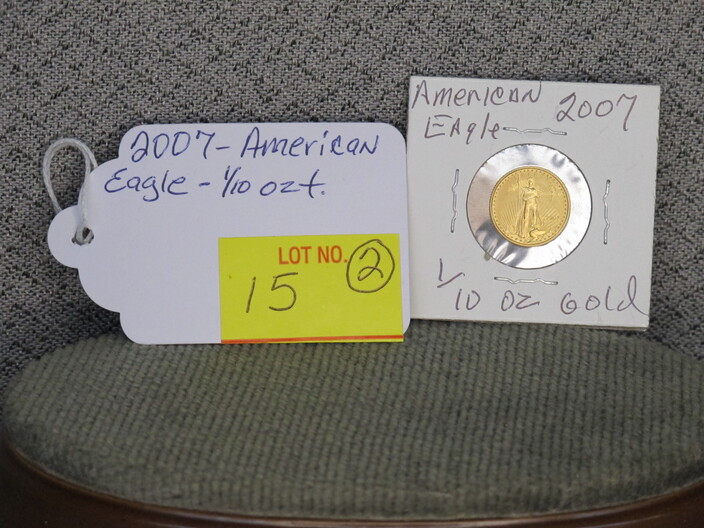 2007-American
Eagle - 1/10 ozt.
LOT NO.
15
2
American 2007
Eagle
1/10 oz Gold